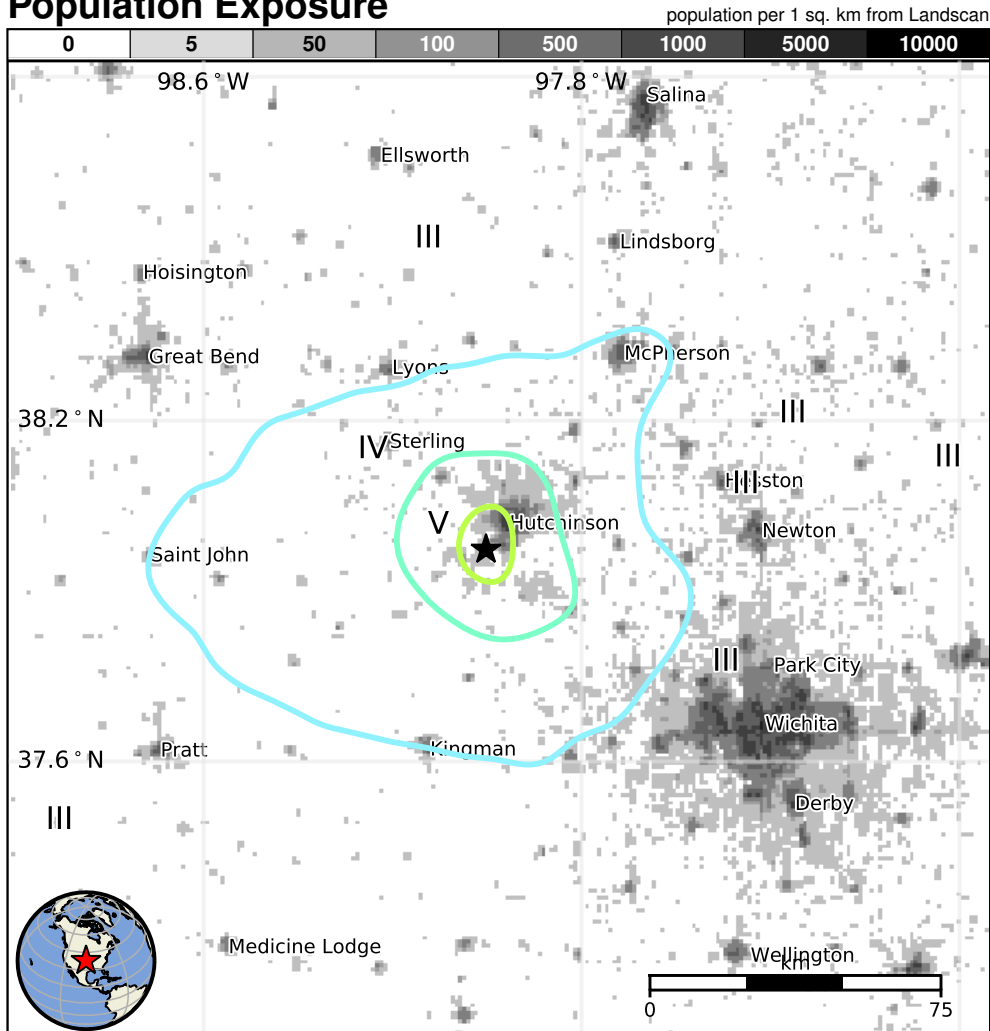 Population Exposure
population per 1 sq. km from Landscan
0 5 50 100 500 1000 5000 10000
98.6°W 97.8°W
Salina
Ellsworth
III
Lindsborg
Hoisington
Great Bend
McPherson
Lyons
38.2°N
III
IV Sterling
III
Hesston
III
V
Hutchinson
Newton
Saint John
III
Park City
Wichita
Pratt
Kingman
37.6°N
Derby
III
Medicine Lodge
Wellington
km
0 75